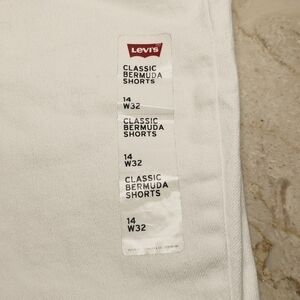 Levi's
CLASSIC
BERMUDA
SHORTS
14
W32
CLASSIC
BERMUDA
SHORTS
14
W32
CLASSIC
BERMUDA
SHORTS
14
W32